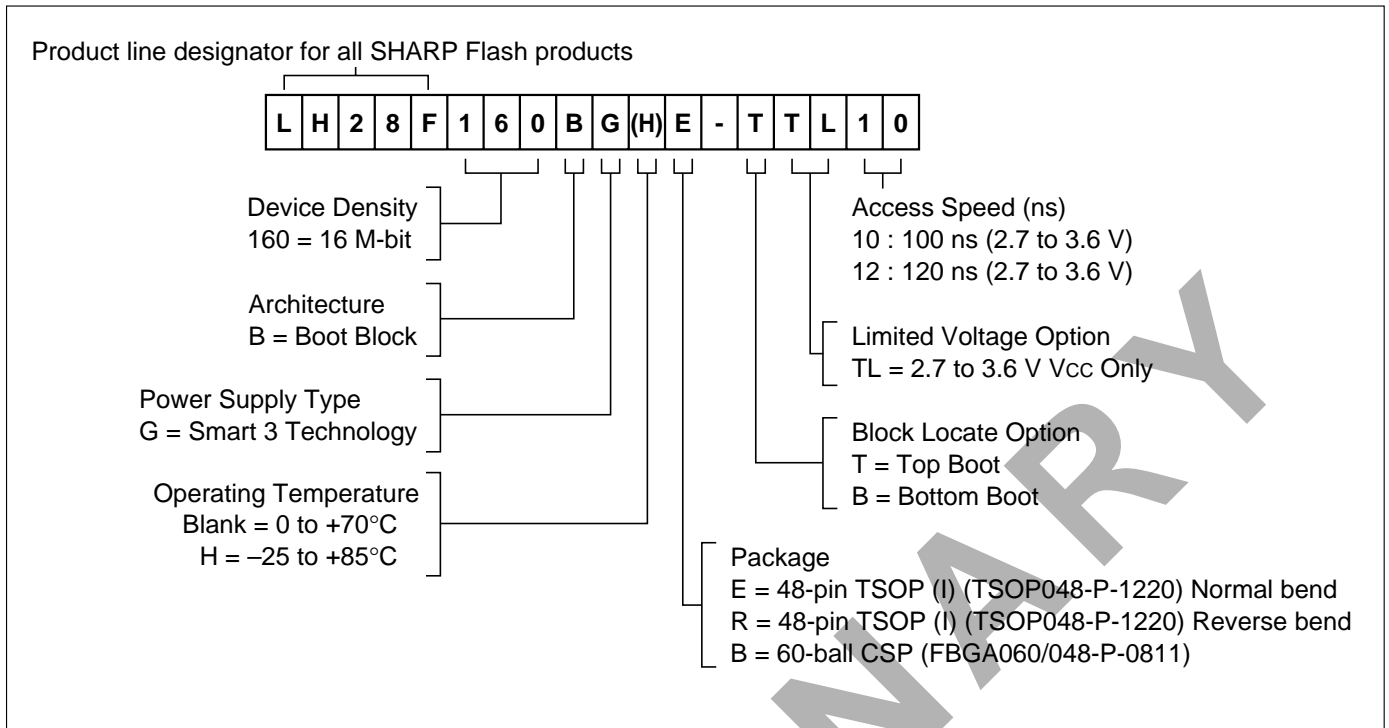 Product line designator for all SHARP Flash products
L H 2 8 F 1 6 0 B G (H) E - T T L 1 0
Device Density
160 = 16 M-bit
Architecture
B = Boot Block
Power Supply Type
G = Smart 3 Technology
Operating Temperature
Blank = 0 to +70°C
H = –25 to +85°C
Access Speed (ns)
10 : 100 ns (2.7 to 3.6 V)
12 : 120 ns (2.7 to 3.6 V)
Limited Voltage Option
TL = 2.7 to 3.6 V VCC Only
Block Locate Option
T = Top Boot
B = Bottom Boot
Package
E = 48-pin TSOP (I) (TSOP048-P-1220) Normal bend
R = 48-pin TSOP (I) (TSOP048-P-1220) Reverse bend
B = 60-ball CSP (FBGA060/048-P-0811)
NARY